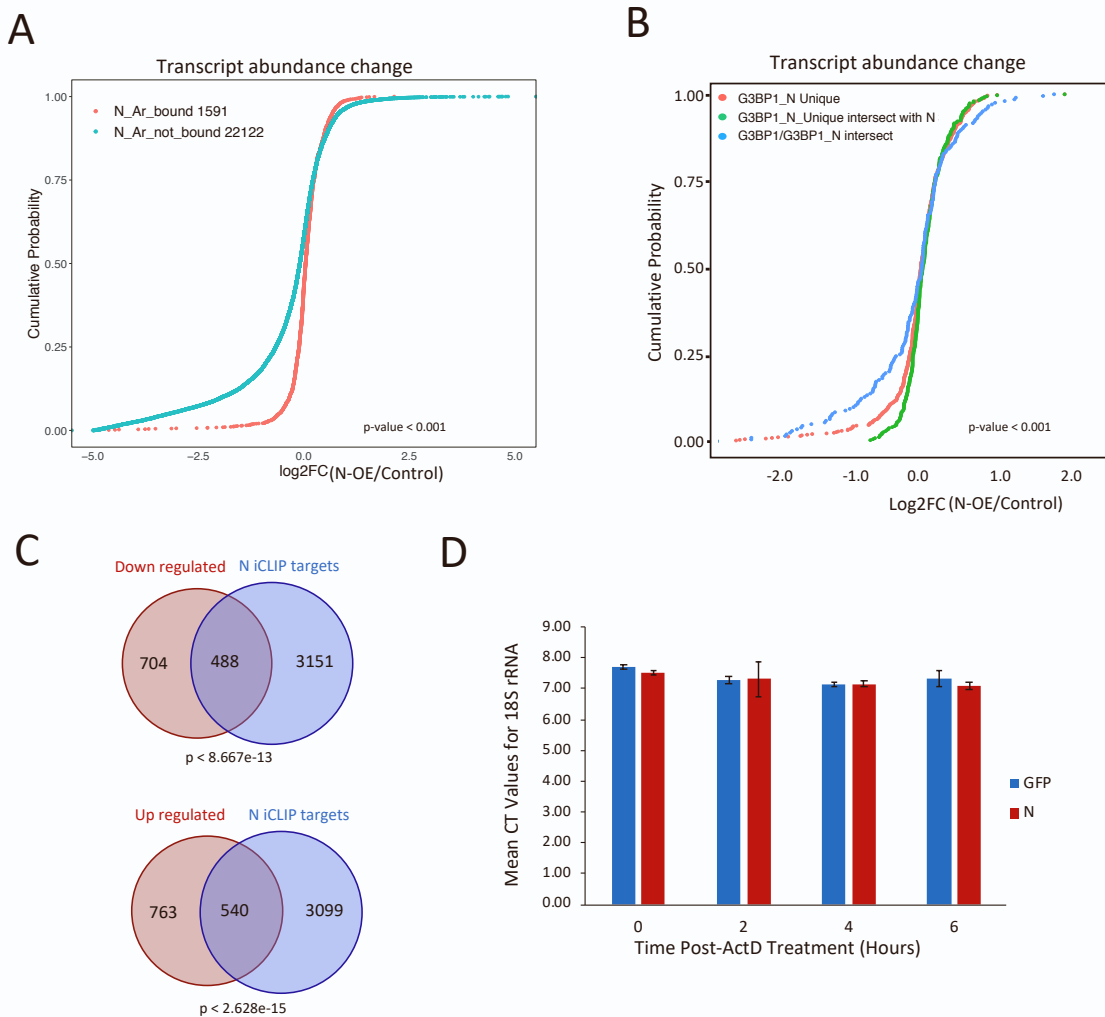 A
Transcript abundance change
N_Ar_bound 1591
N_Ar_not_bound 22122
Cumulative Probability
1.00
0.75
0.50
0.25
0.00
p-value < 0.001
-5.0
-2.5
0.0
2.5
5.0
log2FC (N-OE/Control)
B
Transcript abundance change
G3BP1_N Unique
G3BP1_N_Unique intersect with N
G3BP1/G3BP1_N intersect
Cumulative Probability
1.00
0.75
0.50
0.25
0.00
p-value < 0.001
-2.0
-1.0
0.0
1.0
2.0
Log2FC (N-OE/Control)
C
Down regulated
N iCLIP targets
704
488
3151
p < 8.667e-13
Up regulated
N iCLIP targets
763
540
3099
p < 2.628e-15
D
Mean CT Values for 18S rRNA
9.00
8.00
7.00
6.00
5.00
4.00
3.00
2.00
1.00
0.00
0
2
4
6
Time Post-ActD Treatment (Hours)
GFP
N